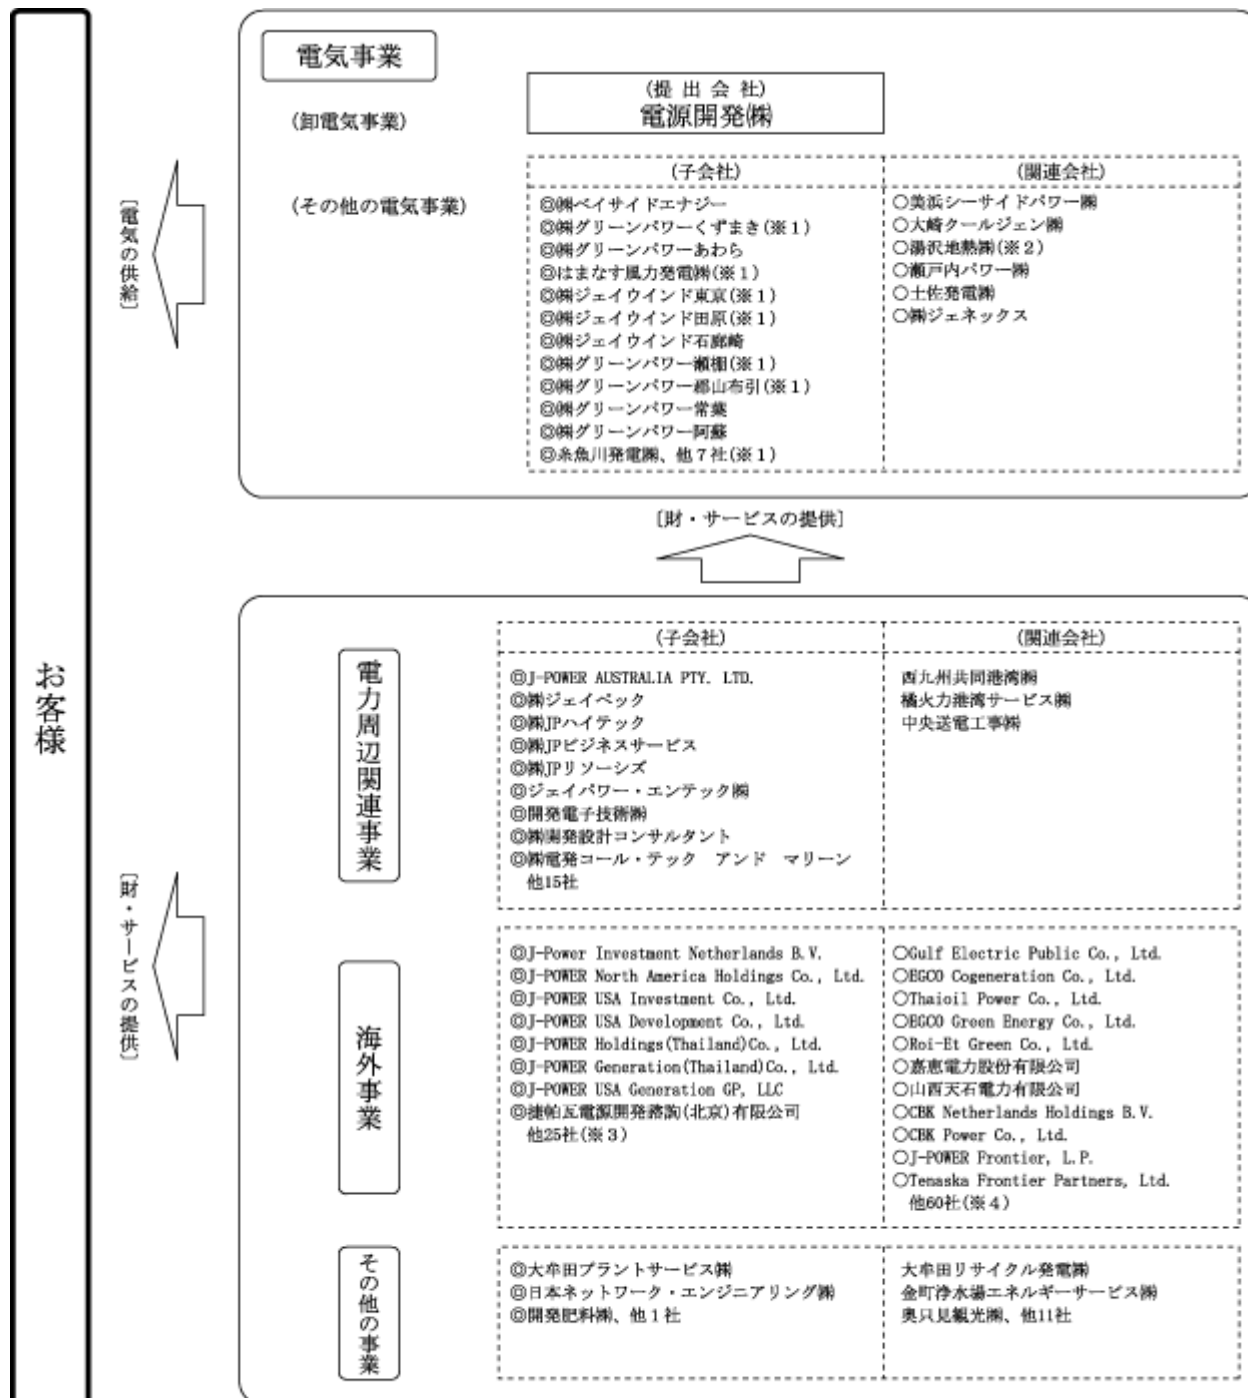 電気事業
(提 出 会 社)
電源開発㈱
(卸電気事業)
(子会社)
(関連会社)
(その他の電気事業)
◎㈱ベイサイドエナジー
◎㈱グリーンパワーくずまき(※１)
◎㈱グリーンパワーあわら
◎はまなす風力発電㈱(※１)
◎㈱ジェイウインド東京(※１)
◎㈱ジェイウインド田原(※１)
◎㈱ジェイウインド石廊崎
◎㈱グリーンパワー瀬棚(※１)
◎㈱グリーンパワー郡山布引(※１)
◎㈱グリーンパワー常葉
◎㈱グリーンパワー阿蘇
◎糸魚川発電㈱、他７社(※１)
○美浜シーサイドパワー㈱
○大崎クールジェン㈱
○湯沢地熱㈱(※２)
○瀬戸内パワー㈱
○土佐発電㈱
○㈱ジェネックス
[電気の供給]
[財・サービスの提供]
お客様
電力周辺関連事業
(子会社)
(関連会社)
◎J-POWER AUSTRALIA PTY. LTD.
◎㈱ジェイペック
◎㈱JPハイテック
◎㈱JPビジネスサービス
◎㈱JPリソーシズ
◎ジェイパワー・エンテック㈱
◎開発電子技術㈱
◎㈱開発設計コンサルタント
◎㈱電発コール・テック　アンド　マリーン
他15社
西九州共同港湾㈱
橘火力港湾サービス㈱
中央送電工事㈱
[財・サービスの提供]
海外事業
◎J-Power Investment Netherlands B.V.
◎J-POWER North America Holdings Co., Ltd.
◎J-POWER USA Investment Co., Ltd.
◎J-POWER USA Development Co., Ltd.
◎J-POWER Holdings(Thailand)Co., Ltd.
◎J-POWER Generation(Thailand)Co., Ltd.
◎J-POWER USA Generation GP, LLC
◎捷帕瓦電源開発諮詢(北京)有限公司
他25社(※３)
○Gulf Electric Public Co., Ltd.
○EGCO Cogeneration Co., Ltd.
○Thaioil Power Co., Ltd.
○EGCO Green Energy Co., Ltd.
○Roi-Et Green Co., Ltd.
○嘉恵電力股份有限公司
○山西天石電力有限公司
○CBK Netherlands Holdings B.V.
○CBK Power Co., Ltd.
○J-POWER Frontier, L.P.
○Tenaska Frontier Partners, Ltd.
他60社(※４)
その他の事業
◎大牟田プラントサービス㈱
◎日本ネットワーク・エンジニアリング㈱
◎開発肥料㈱、他１社
大牟田リサイクル発電㈱
金町浄水場エネルギーサービス㈱
奥只見観光㈱、他11社